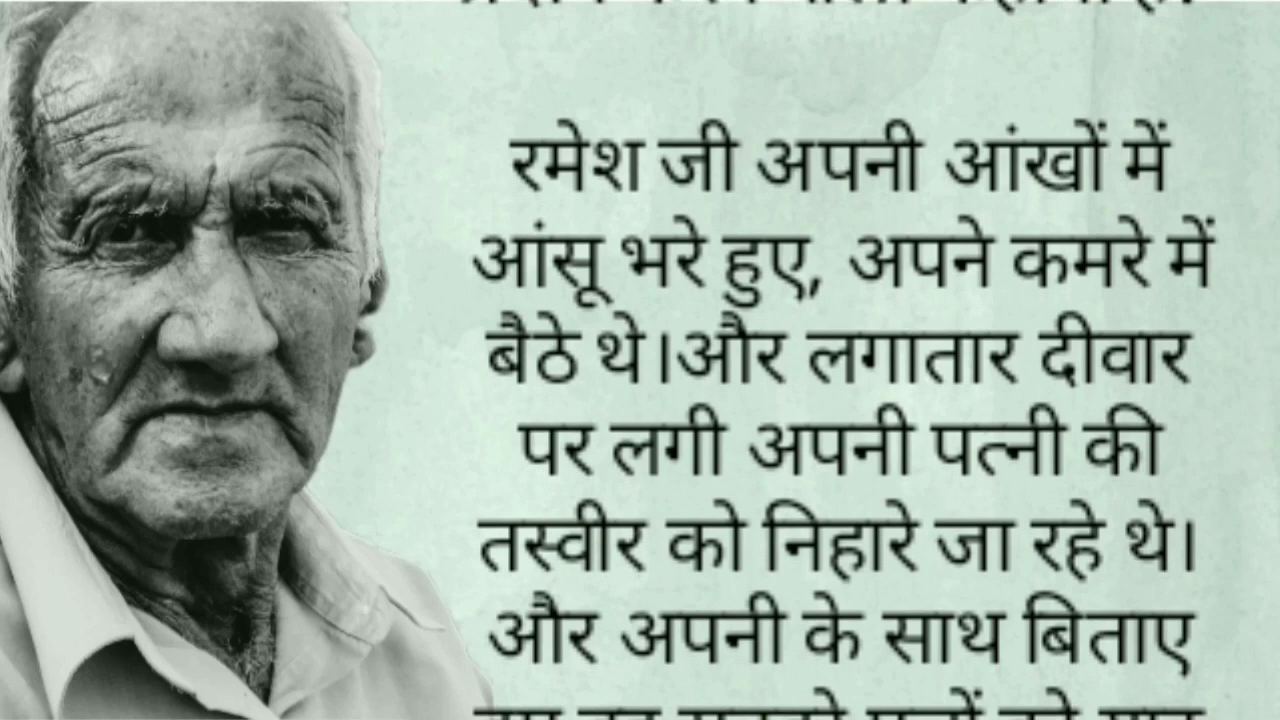 रमेश जी अपनी आंखों में
आंसू भरे हुए, अपने कमरे में
बैठे थे।और लगातार दीवार
पर लगी अपनी पत्नी की
तस्वीर को निहारे जा रहे थे।
और अपनी के साथ बिताए